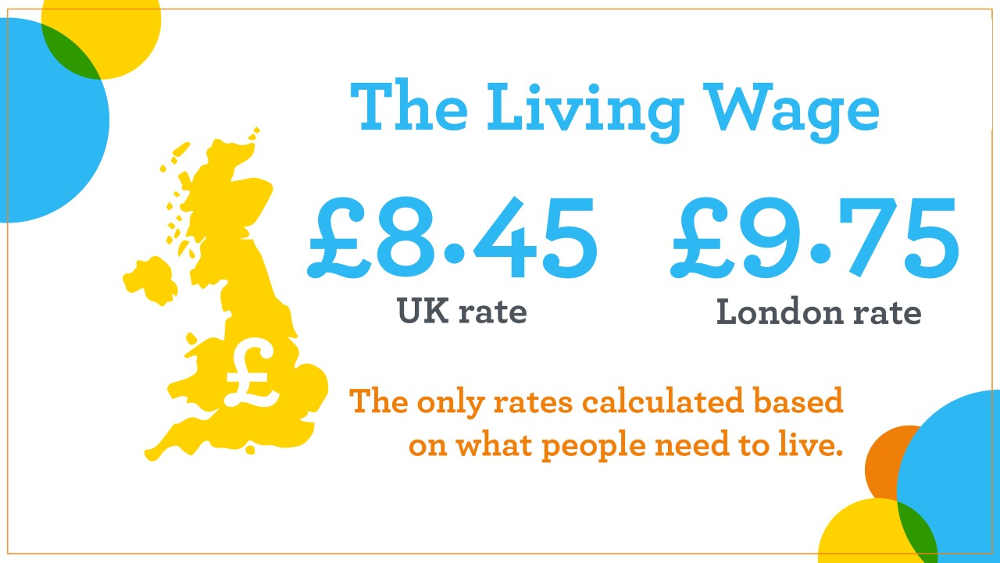 The Living Wage
£8.45 £9.75
UK rate London rate
£
The only rates calculated based
on what people need to live.